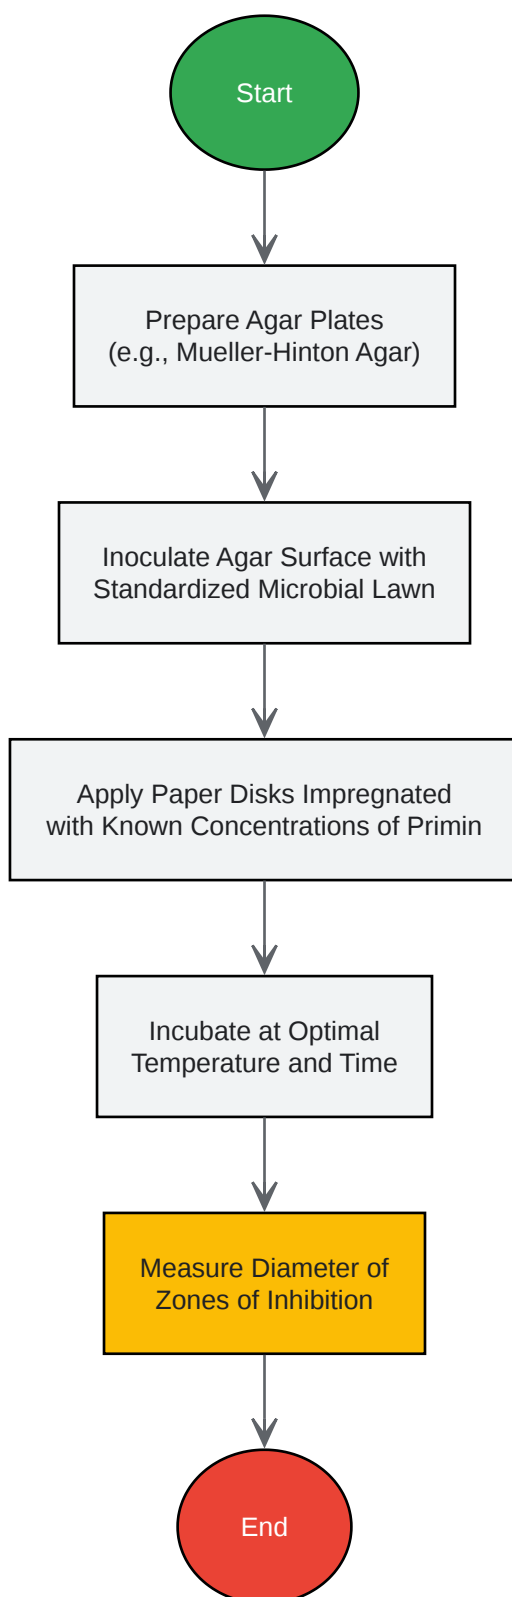 Start
Prepare Agar Plates
(e.g., Mueller-Hinton Agar)
Inoculate Agar Surface with
Standardized Microbial Lawn
Apply Paper Disks Impregnated
with Known Concentrations of Primin
Incubate at Optimal
Temperature and Time
Measure Diameter of
Zones of Inhibition
End